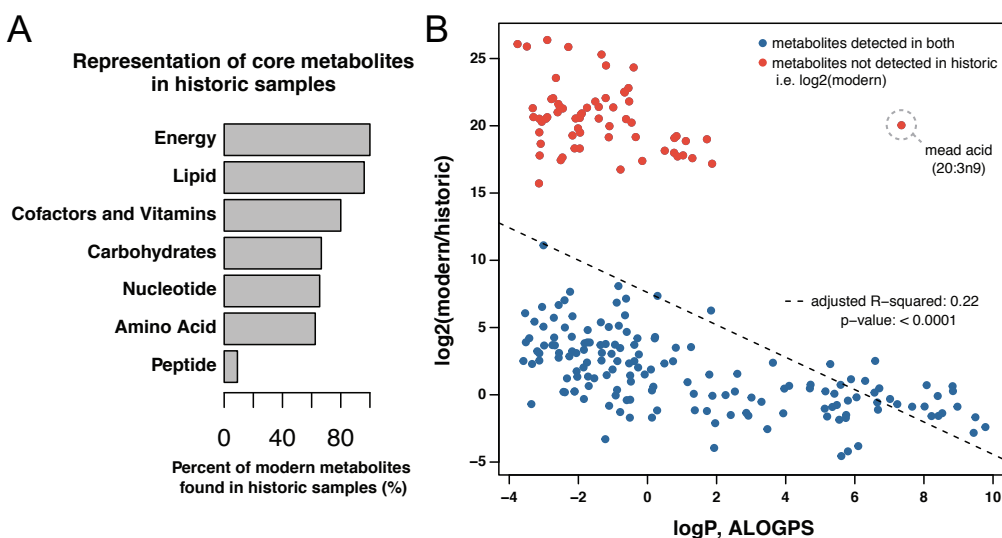 A
Representation of core metabolites
in historic samples
Energy
Lipid
Cofactors and Vitamins
Carbohydrates
Nucleotide
Amino Acid
Peptide
0 40 80
Percent of modern metabolites
found in historic samples (%)
B
metabolites detected in both
metabolites not detected in historic
i.e. log2(modern)
mead acid
(20:3n9)
adjusted R-squared: 0.22
p-value: < 0.0001
log2(modern/historic)
25
20
15
10
5
0
−5
−4 −2 0 2 4 6 8 10
logP, ALOGPS